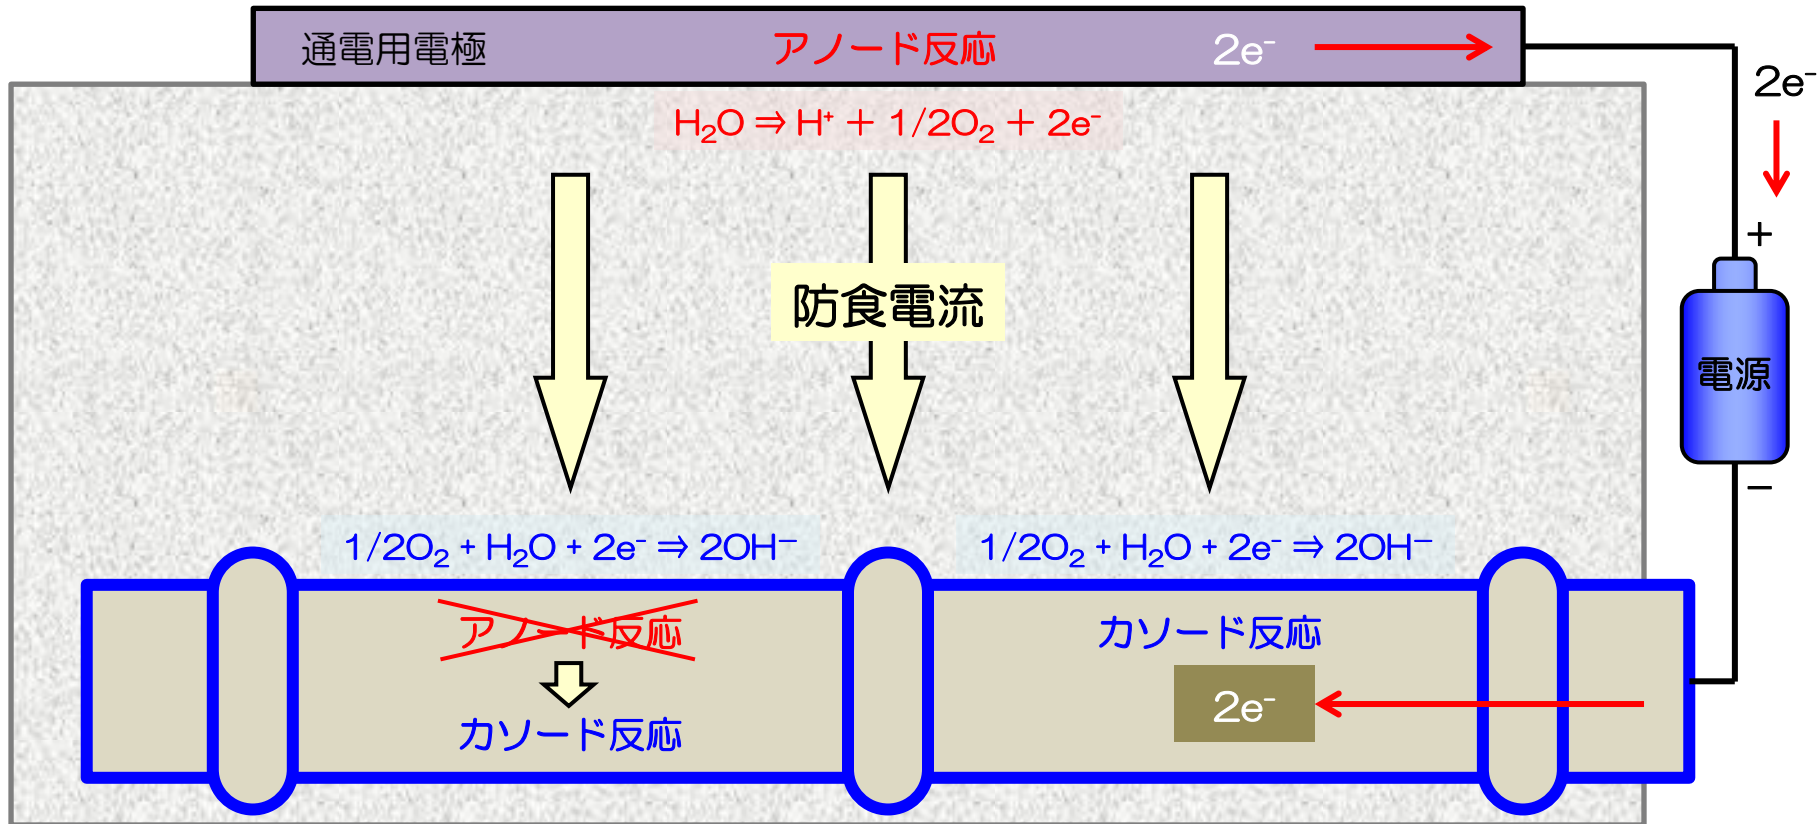 通電用電極 アノード反応 2e⁻
2e⁻
H₂O ⇒ H⁺ + 1/2O₂ + 2e⁻
+
防食電流
電源
−
1/2O₂ + H₂O + 2e⁻ ⇒ 2OH⁻ 1/2O₂ + H₂O + 2e⁻ ⇒ 2OH⁻
アノード反応 カソード反応
2e⁻
カソード反応